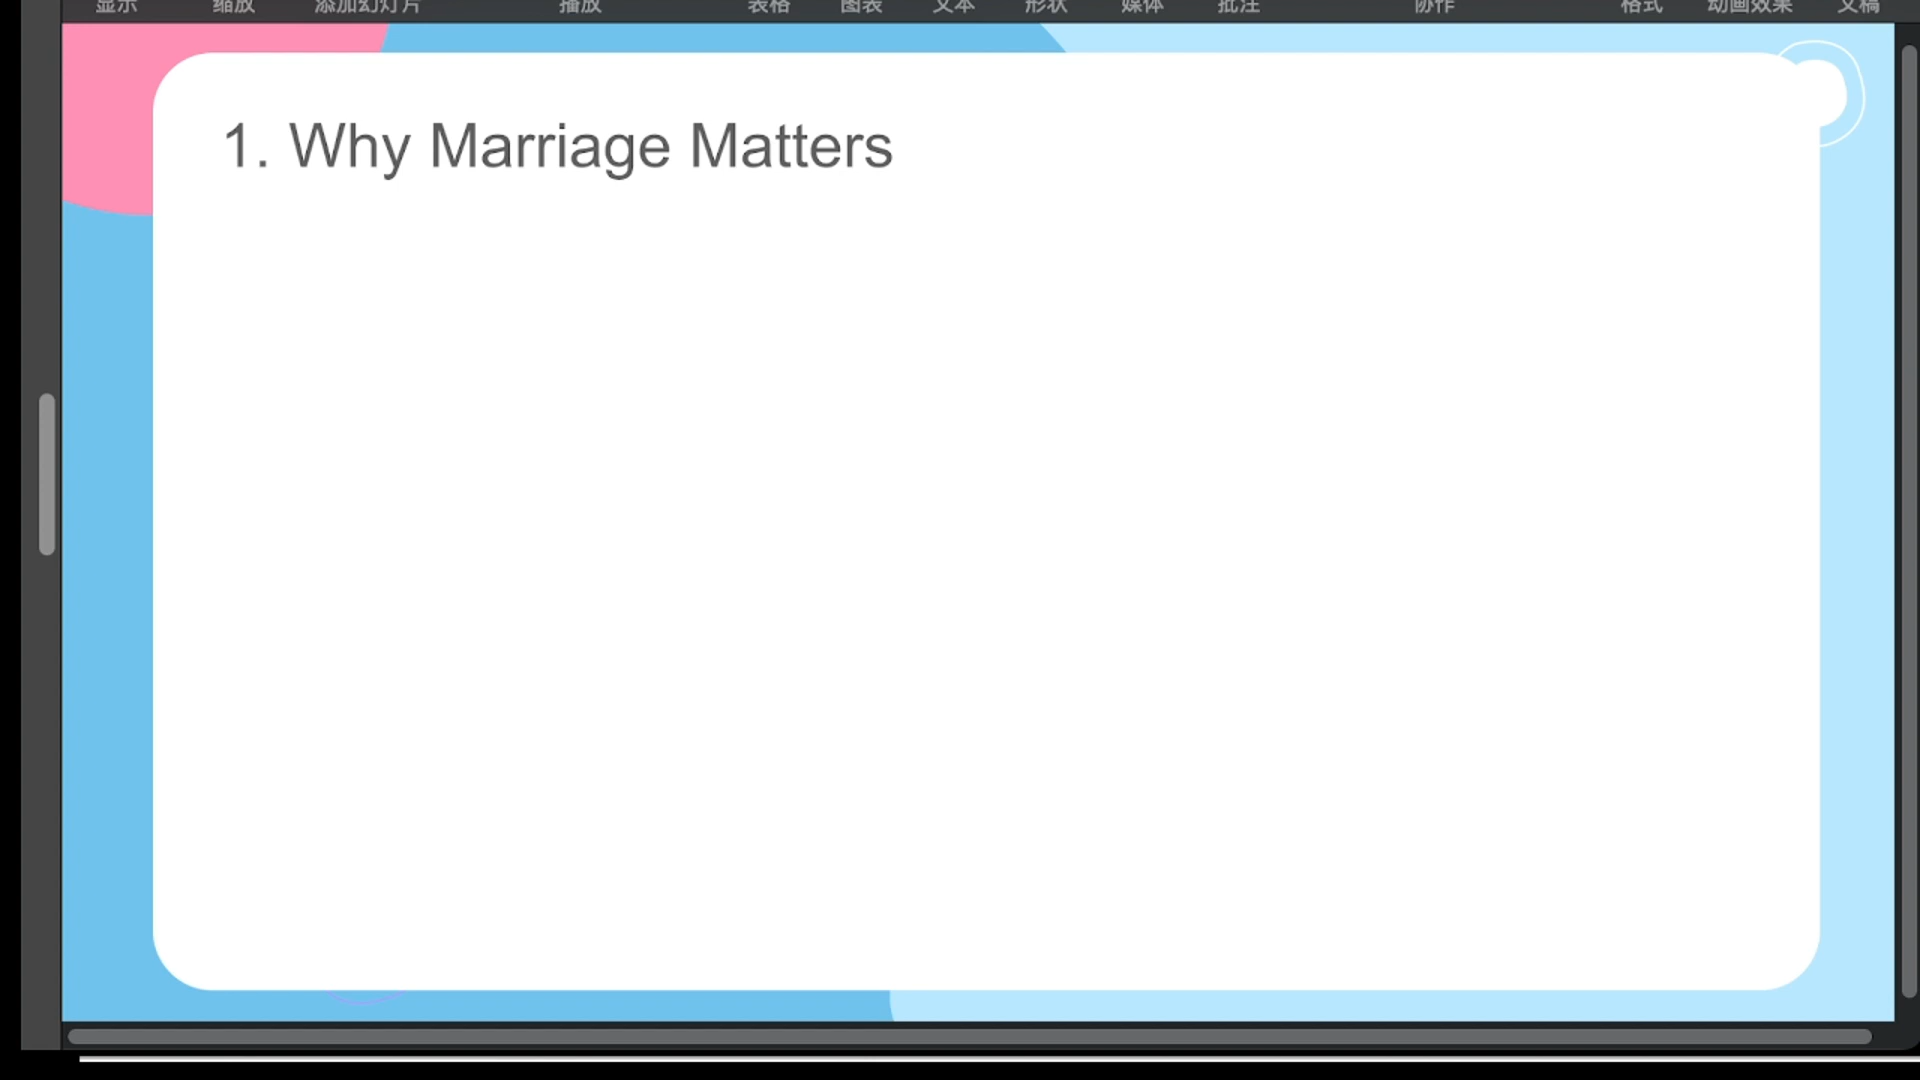 显示 缩放 添加幻灯片 播放 表格 图表 文本 形状 媒体 批注 协作 格式 动画效果 文稿
1. Why Marriage Matters